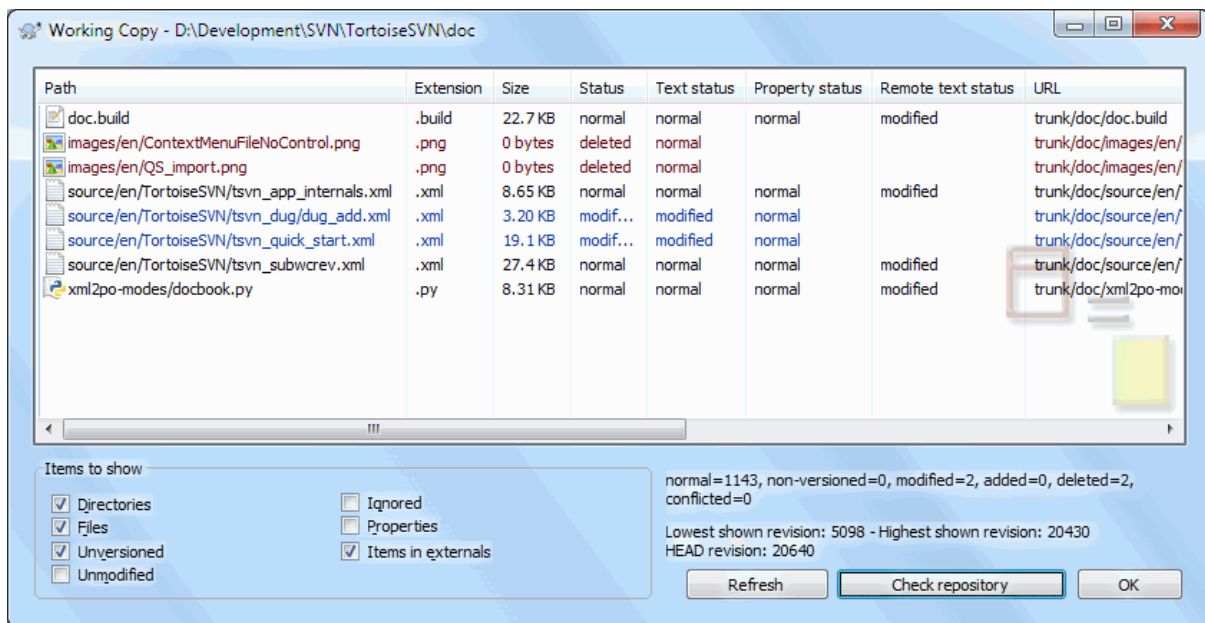 Working Copy - D:\Development\SVN\TortoiseSVN\doc
Path Extension Size Status Text status Property status Remote text status URL
doc.build .build 22.7 KB normal normal normal modified trunk/doc/doc.build
images/en/ContextMenuFileNoControl.png .png 0 bytes deleted normal trunk/doc/images/en/
images/en/QS_import.png .png 0 bytes deleted normal trunk/doc/images/en/
source/en/TortoiseSVN/tsvn_app_internals.xml .xml 8.65 KB normal normal normal modified trunk/doc/source/en/
source/en/TortoiseSVN/tsvn_dug/dug_add.xml .xml 3.20 KB modif... modified normal trunk/doc/source/en/
source/en/TortoiseSVN/tsvn_quick_start.xml .xml 19.1 KB modif... modified normal trunk/doc/source/en/
source/en/TortoiseSVN/tsvn_subwcrev.xml .xml 27.4 KB normal normal normal modified trunk/doc/source/en/
xml2po-modes/docbook.py .py 8.31 KB normal normal normal modified trunk/doc/xml2po-mo
Items to show
Directories Ignored
Files Properties
Unversioned Items in externals
Unmodified
normal=1143, non-versioned=0, modified=2, added=0, deleted=2,
conflicted=0
Lowest shown revision: 5098 - Highest shown revision: 20430
HEAD revision: 20640
Refresh Check repository OK